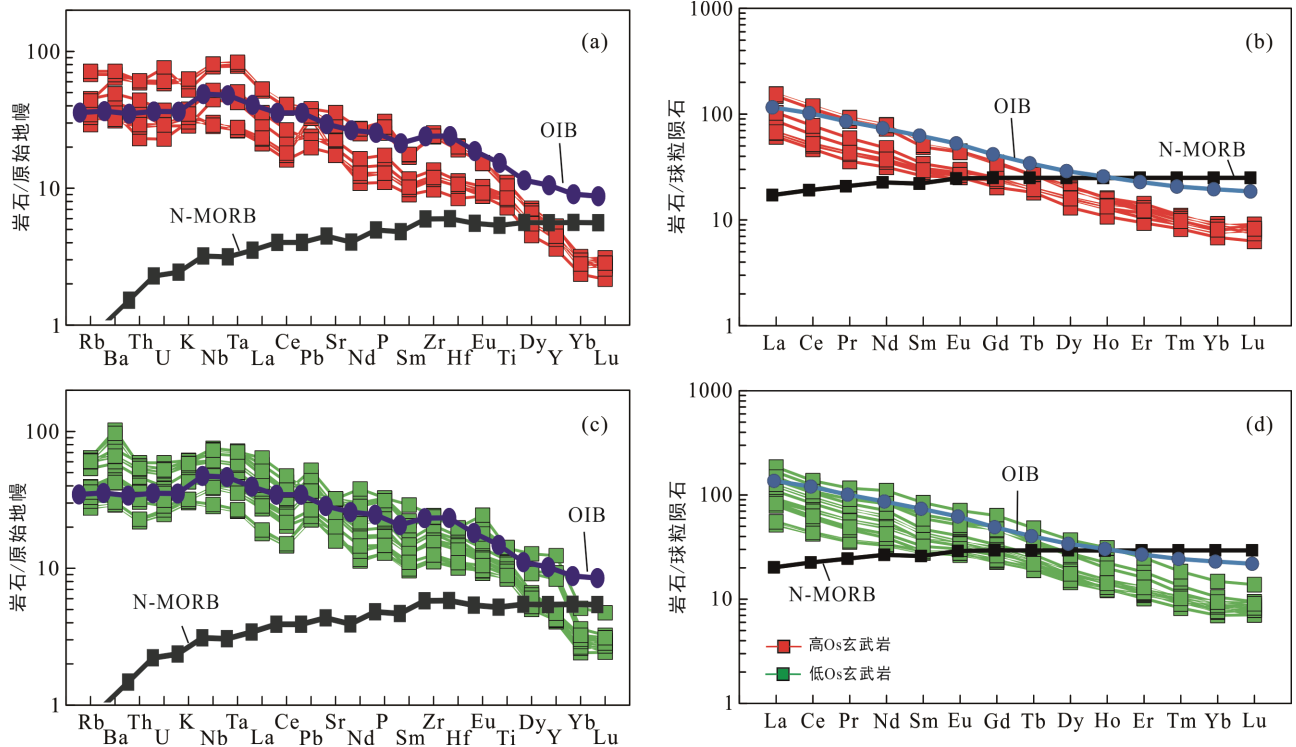 (a)
100
10
1
岩石/原始地幔
OIB
N-MORB
Rb Th K Ta Ce Sr P Zr Eu Dy Yb
Ba U Nb La Pb Nd Sm Hf Ti Y Lu
(b)
1000
100
10
1
岩石/球粒陨石
OIB
N-MORB
La Ce Pr Nd Sm Eu Gd Tb Dy Ho Er Tm Yb Lu
(c)
100
10
1
岩石/原始地幔
OIB
N-MORB
Rb Th K Ta Ce Sr P Zr Eu Dy Yb
Ba U Nb La Pb Nd Sm Hf Ti Y Lu
(d)
1000
100
10
1
岩石/球粒陨石
OIB
N-MORB
高Os玄武岩
低Os玄武岩
La Ce Pr Nd Sm Eu Gd Tb Dy Ho Er Tm Yb Lu